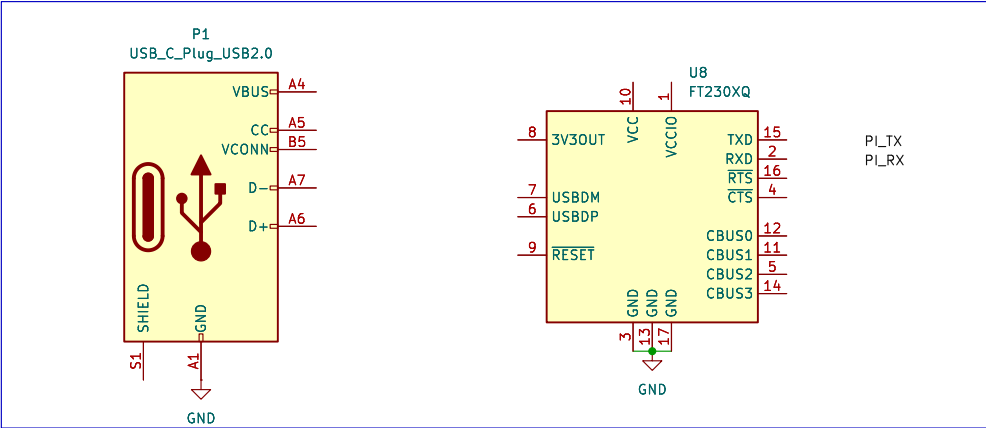 P1
USB_C_Plug_USB2.0
VBUS A4
CC A5
VCONN B5
D- A7
D+ A6
SHIELD
GND
S1
A1
GND
U8
FT230XQ
10
1
VCC
VCCIO
8 3V3OUT
7 USBDM
6 USBDP
9 RESET
TXD 15
RXD 2
RTS 16
CTS 4
CBUS0 12
CBUS1 11
CBUS2 5
CBUS3 14
GND GND GND
3 13 17
GND
PI_TX
PI_RX